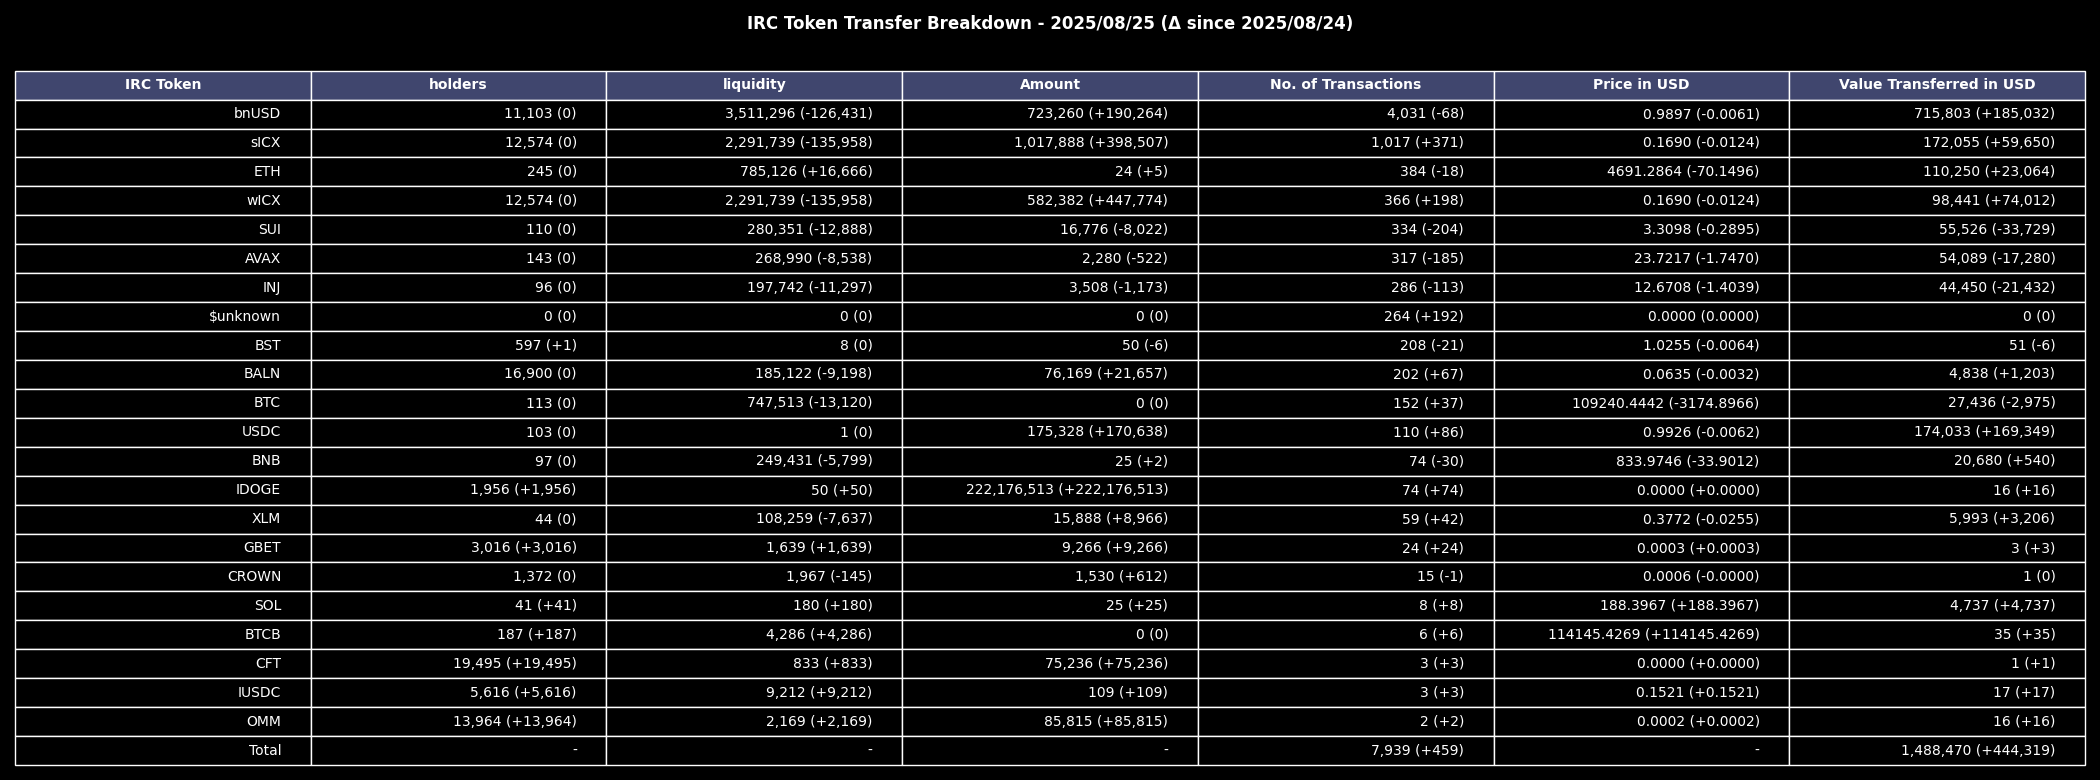 IRC Token Transfer Breakdown - 2025/08/25 (Δ since 2025/08/24)
IRC Token holders liquidity Amount No. of Transactions Price in USD Value Transferred in USD
bnUSD 11,103 (0) 3,511,296 (-126,431) 723,260 (+190,264) 4,031 (-68) 0.9897 (-0.0061) 715,803 (+185,032)
sICX 12,574 (0) 2,291,739 (-135,958) 1,017,888 (+398,507) 1,017 (+371) 0.1690 (-0.0124) 172,055 (+59,650)
ETH 245 (0) 785,126 (+16,666) 24 (+5) 384 (-18) 4691.2864 (-70.1496) 110,250 (+23,064)
wICX 12,574 (0) 2,291,739 (-135,958) 582,382 (+447,774) 366 (+198) 0.1690 (-0.0124) 98,441 (+74,012)
SUI 110 (0) 280,351 (-12,888) 16,776 (-8,022) 334 (-204) 3.3098 (-0.2895) 55,526 (-33,729)
AVAX 143 (0) 268,990 (-8,538) 2,280 (-522) 317 (-185) 23.7217 (-1.7470) 54,089 (-17,280)
INJ 96 (0) 197,742 (-11,297) 3,508 (-1,173) 286 (-113) 12.6708 (-1.4039) 44,450 (-21,432)
$unknown 0 (0) 0 (0) 0 (0) 264 (+192) 0.0000 (0.0000) 0 (0)
BST 597 (+1) 8 (0) 50 (-6) 208 (-21) 1.0255 (-0.0064) 51 (-6)
BALN 16,900 (0) 185,122 (-9,198) 76,169 (+21,657) 202 (+67) 0.0635 (-0.0032) 4,838 (+1,203)
BTC 113 (0) 747,513 (-13,120) 0 (0) 152 (+37) 109240.4442 (-3174.8966) 27,436 (-2,975)
USDC 103 (0) 1 (0) 175,328 (+170,638) 110 (+86) 0.9926 (-0.0062) 174,033 (+169,349)
BNB 97 (0) 249,431 (-5,799) 25 (+2) 74 (-30) 833.9746 (-33.9012) 20,680 (+540)
IDOGE 1,956 (+1,956) 50 (+50) 222,176,513 (+222,176,513) 74 (+74) 0.0000 (+0.0000) 16 (+16)
XLM 44 (0) 108,259 (-7,637) 15,888 (+8,966) 59 (+42) 0.3772 (-0.0255) 5,993 (+3,206)
GBET 3,016 (+3,016) 1,639 (+1,639) 9,266 (+9,266) 24 (+24) 0.0003 (+0.0003) 3 (+3)
CROWN 1,372 (0) 1,967 (-145) 1,530 (+612) 15 (-1) 0.0006 (-0.0000) 1 (0)
SOL 41 (+41) 180 (+180) 25 (+25) 8 (+8) 188.3967 (+188.3967) 4,737 (+4,737)
BTCB 187 (+187) 4,286 (+4,286) 0 (0) 6 (+6) 114145.4269 (+114145.4269) 35 (+35)
CFT 19,495 (+19,495) 833 (+833) 75,236 (+75,236) 3 (+3) 0.0000 (+0.0000) 1 (+1)
IUSDC 5,616 (+5,616) 9,212 (+9,212) 109 (+109) 3 (+3) 0.1521 (+0.1521) 17 (+17)
OMM 13,964 (+13,964) 2,169 (+2,169) 85,815 (+85,815) 2 (+2) 0.0002 (+0.0002) 16 (+16)
Total - - - 7,939 (+459) - 1,488,470 (+444,319)